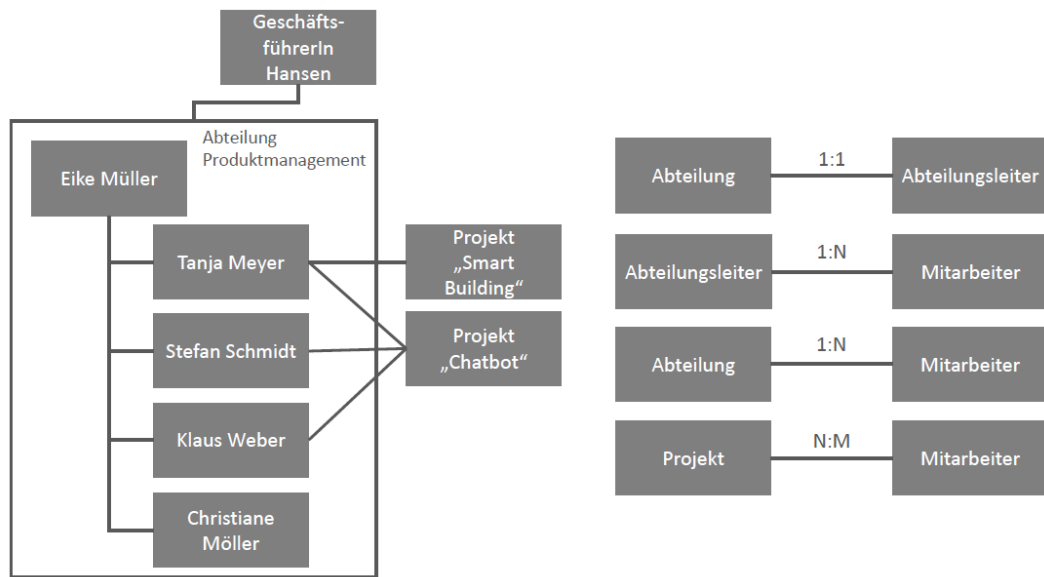 Geschäfts-
führerIn
Hansen
Abteilung
Produktmanagement
Eike Müller
Tanja Meyer
Stefan Schmidt
Klaus Weber
Christiane
Möller
Projekt
„Smart
Building“
Projekt
„Chatbot“
Abteilung
1:1
Abteilungsleiter
Abteilungsleiter
1:N
Mitarbeiter
Abteilung
1:N
Mitarbeiter
Projekt
N:M
Mitarbeiter